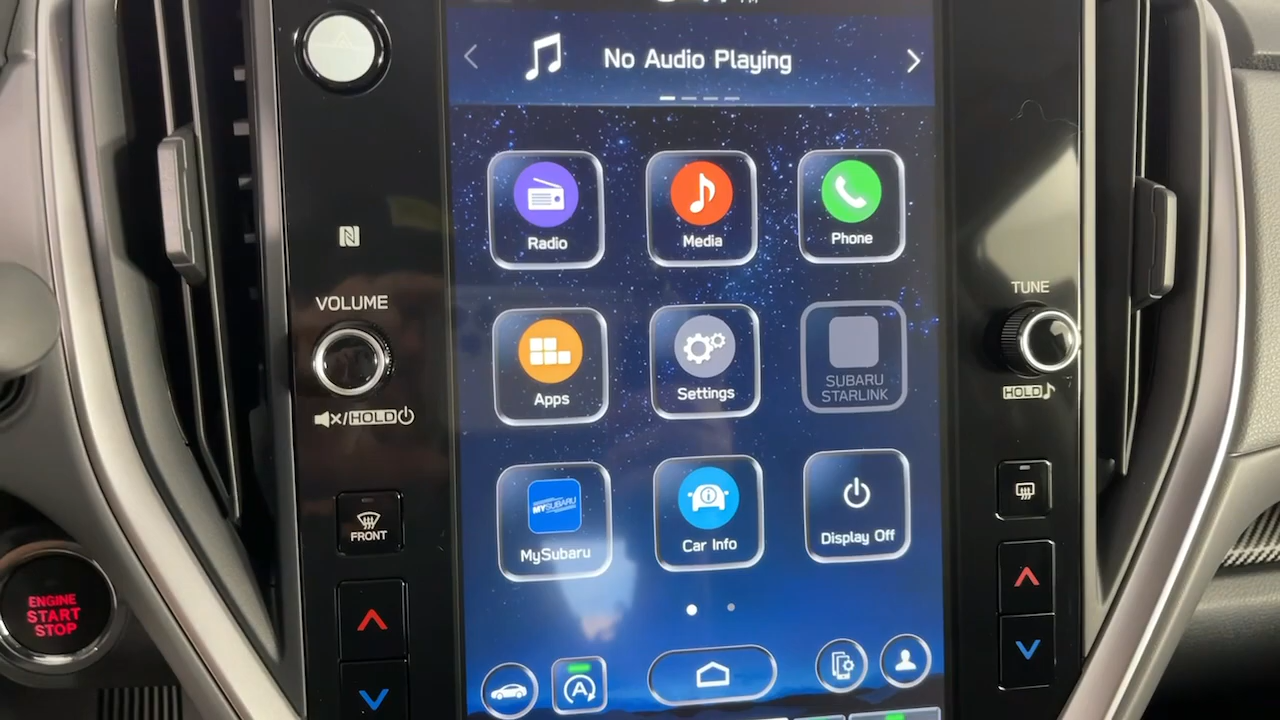 No Audio Playing
Radio
Media
Phone
VOLUME
TUNE
HOLD
Apps
Settings
SUBARU
STARLINK
/HOLD
FRONT
MYSUBARU
MySubaru
Car Info
Display Off
ENGINE
START
STOP
A